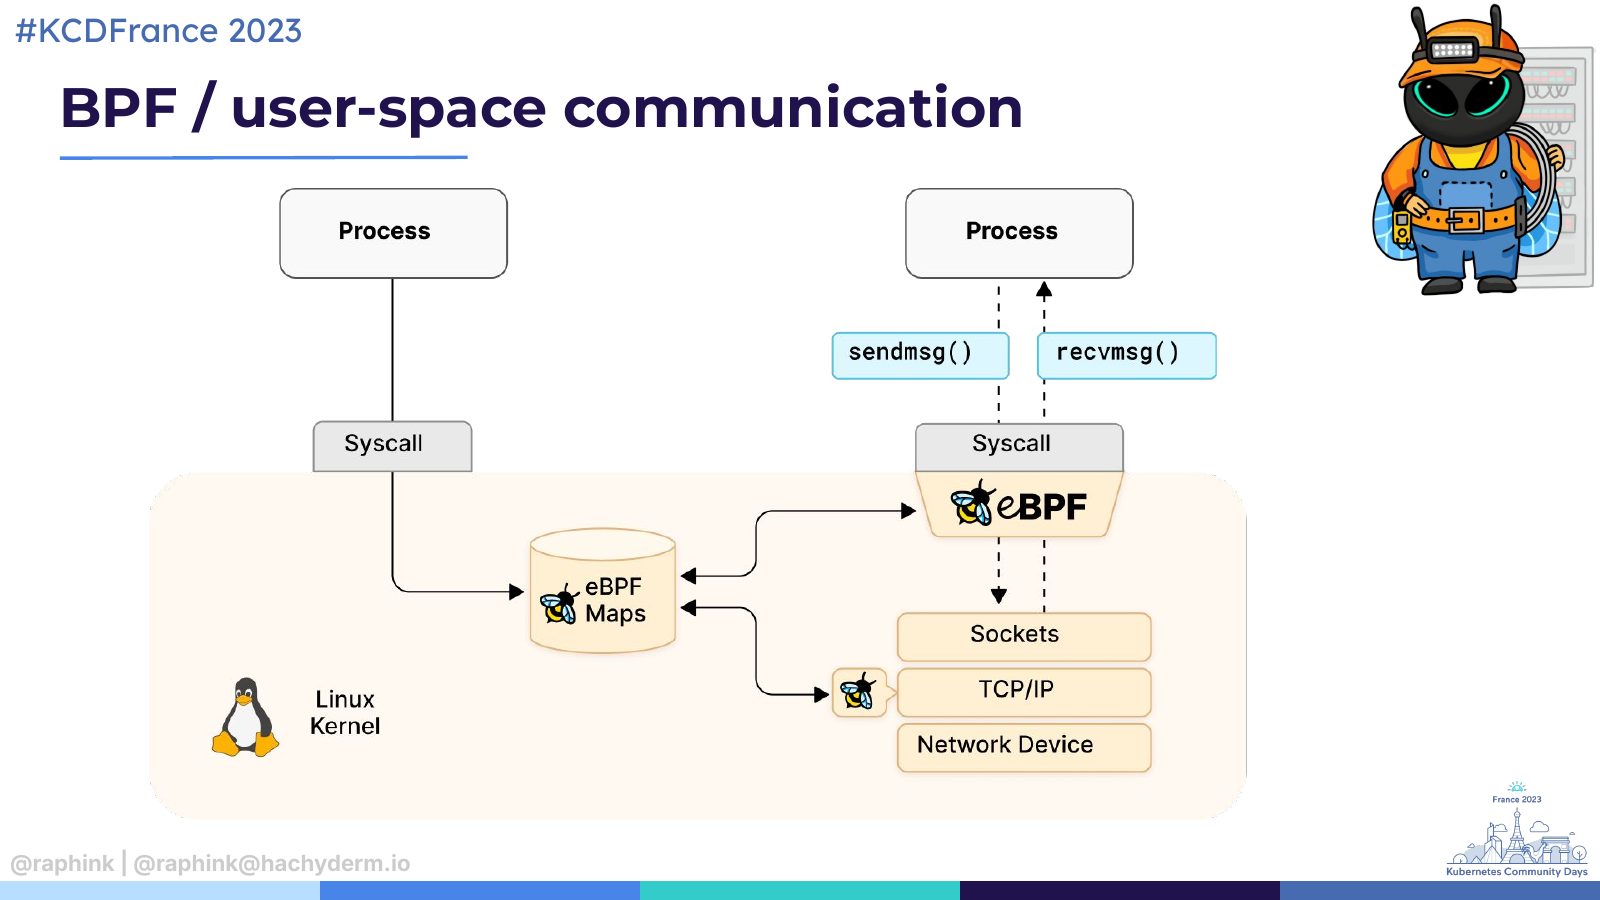 #KCDFrance 2023
BPF / user-space communication
Process
Process
sendmsg()
recvmsg()
Syscall
Syscall
eBPF
eBPF
Maps
Sockets
TCP/IP
Network Device
Linux
Kernel
France 2023
Kubernetes Community Days
@raphink | @raphink@hachyderm.io